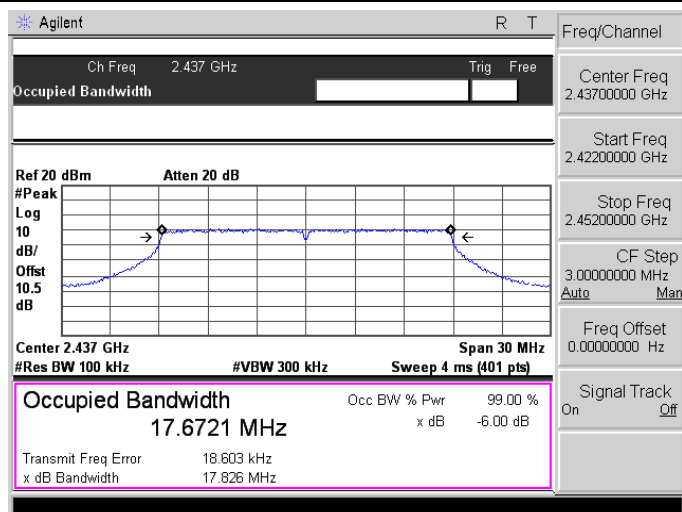 Agilent R T
Ch Freq 2.437 GHz Trig Free
Occupied Bandwidth
Ref 20 dBm Atten 20 dB
#Peak
Log
10
dB/
Offst
10.5
dB
Center 2.437 GHz Span 30 MHz
#Res BW 100 kHz #VBW 300 kHz Sweep 4 ms (401 pts)
Occupied Bandwidth Occ BW % Pwr 99.00 %
17.6721 MHz x dB -6.00 dB
Transmit Freq Error 18.603 kHz
x dB Bandwidth 17.826 MHz
Freq/Channel
Center Freq
2.43700000 GHz
Start Freq
2.42200000 GHz
Stop Freq
2.45200000 GHz
CF Step
3.00000000 MHz
Auto Man
Freq Offset
0.00000000 Hz
Signal Track
On Off